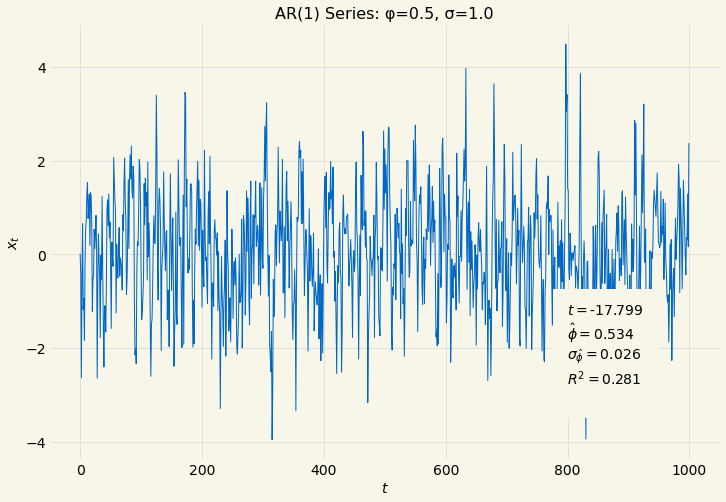 AR(1) Series: φ=0.5, σ=1.0
4
2
0
−2
−4
x_t
t = -17.799
ϕ̂ = 0.534
σ_ϕ̂ = 0.026
R² = 0.281
0 200 400 600 800 1000
t